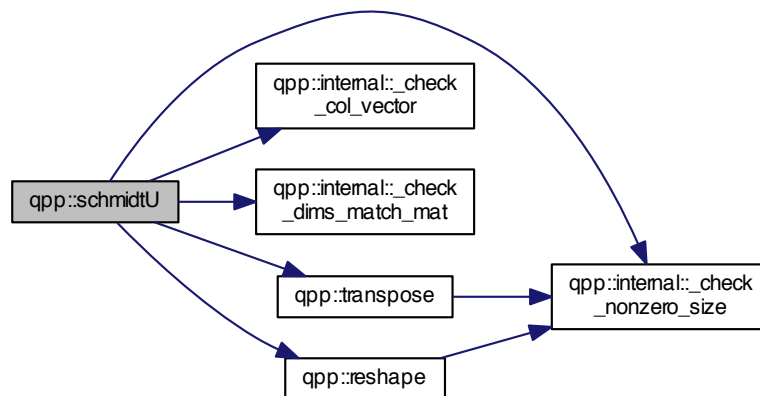 qpp::internal::_check
_col_vector
qpp::schmidtU
qpp::internal::_check
_dims_match_mat
qpp::transpose
qpp::internal::_check
_nonzero_size
qpp::reshape